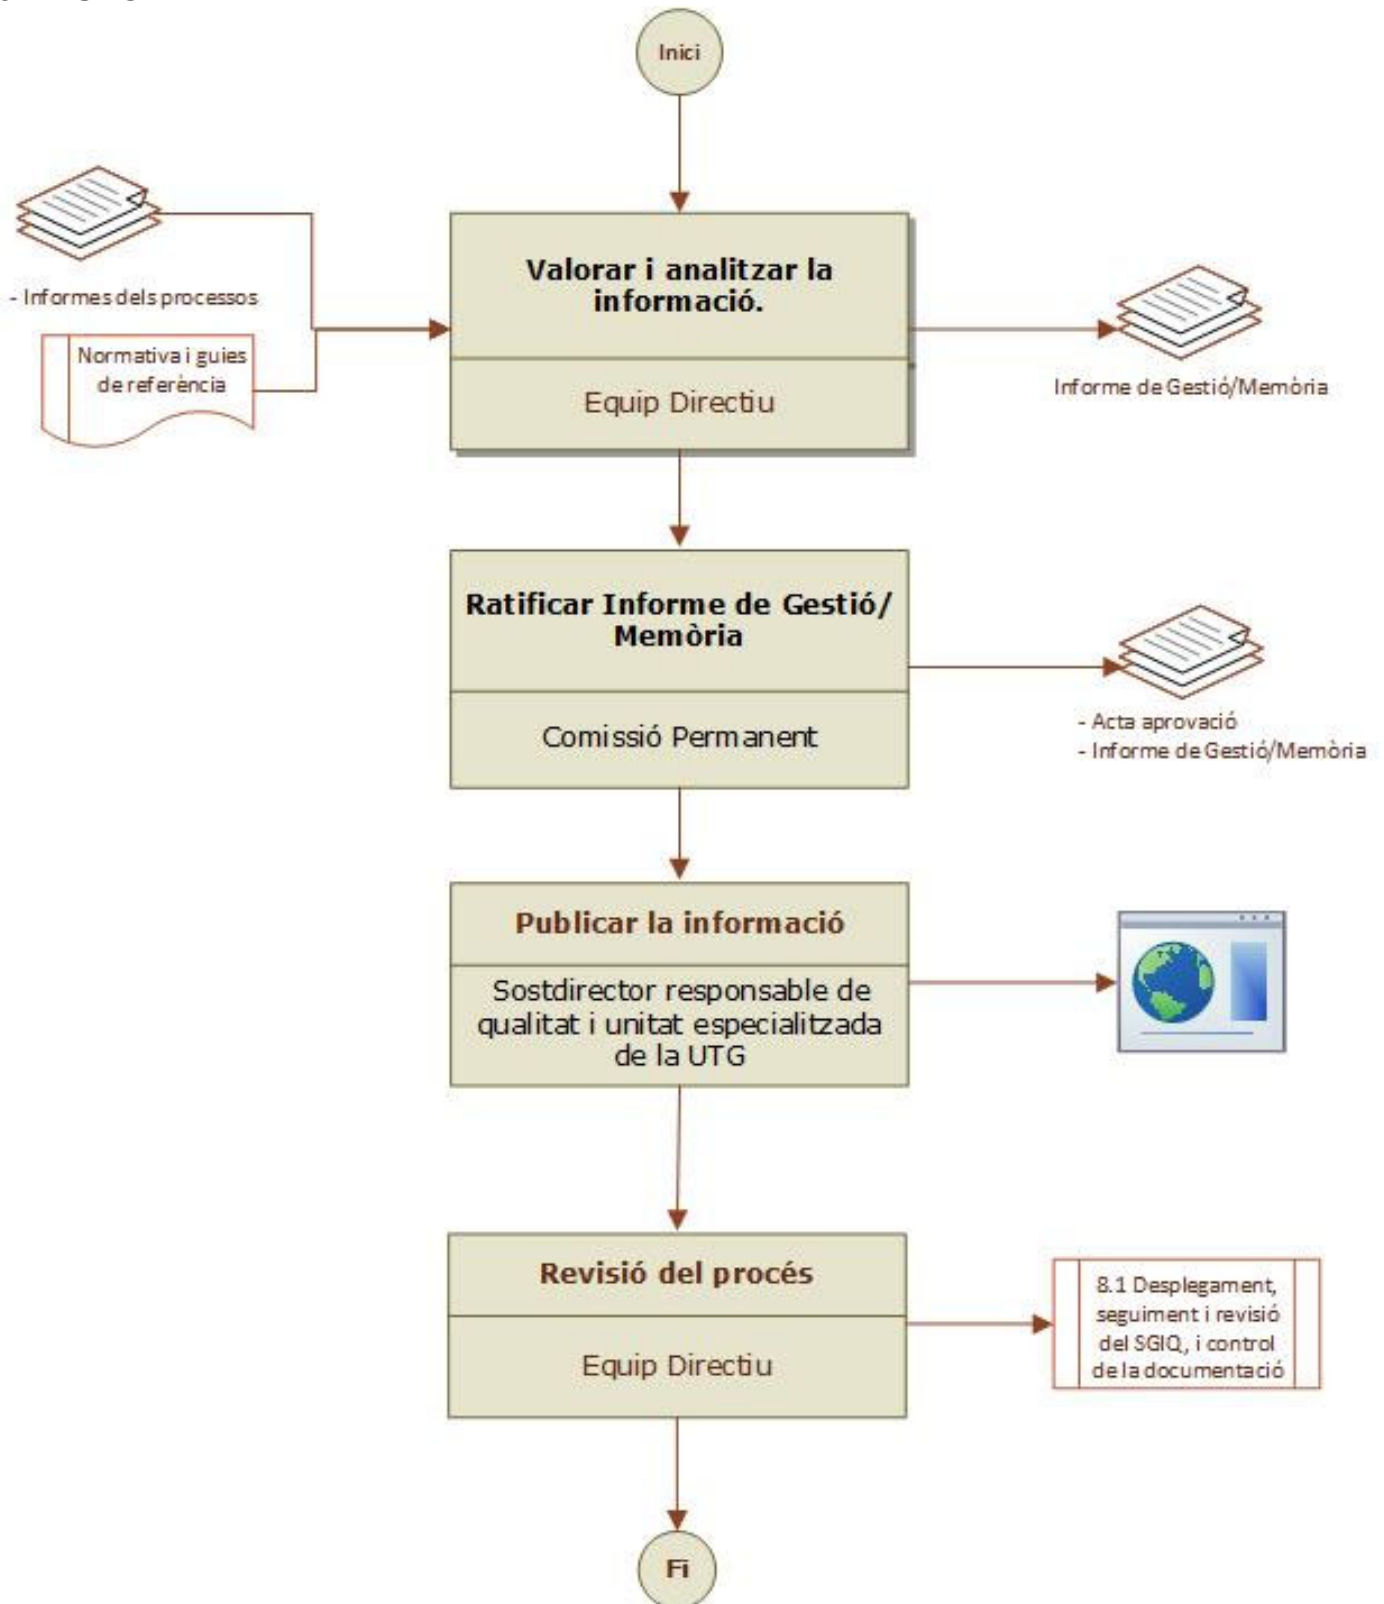 Inici
- Informes dels processos
Normativa i guies
de referència
Valorar i analitzar la
informació.
Equip Directiu
Informe de Gestió/Memòria
Ratificar Informe de Gestió/
Memòria
Comissió Permanent
- Acta aprovació
- Informe de Gestió/Memòria
Publicar la informació
Sostdirector responsable de
qualitat i unitat especialitzada
de la UTG
Revisió del procés
Equip Directiu
8.1 Desplegament,
seguiment i revisió
del SGIQ, i control
de la documentació
Fi